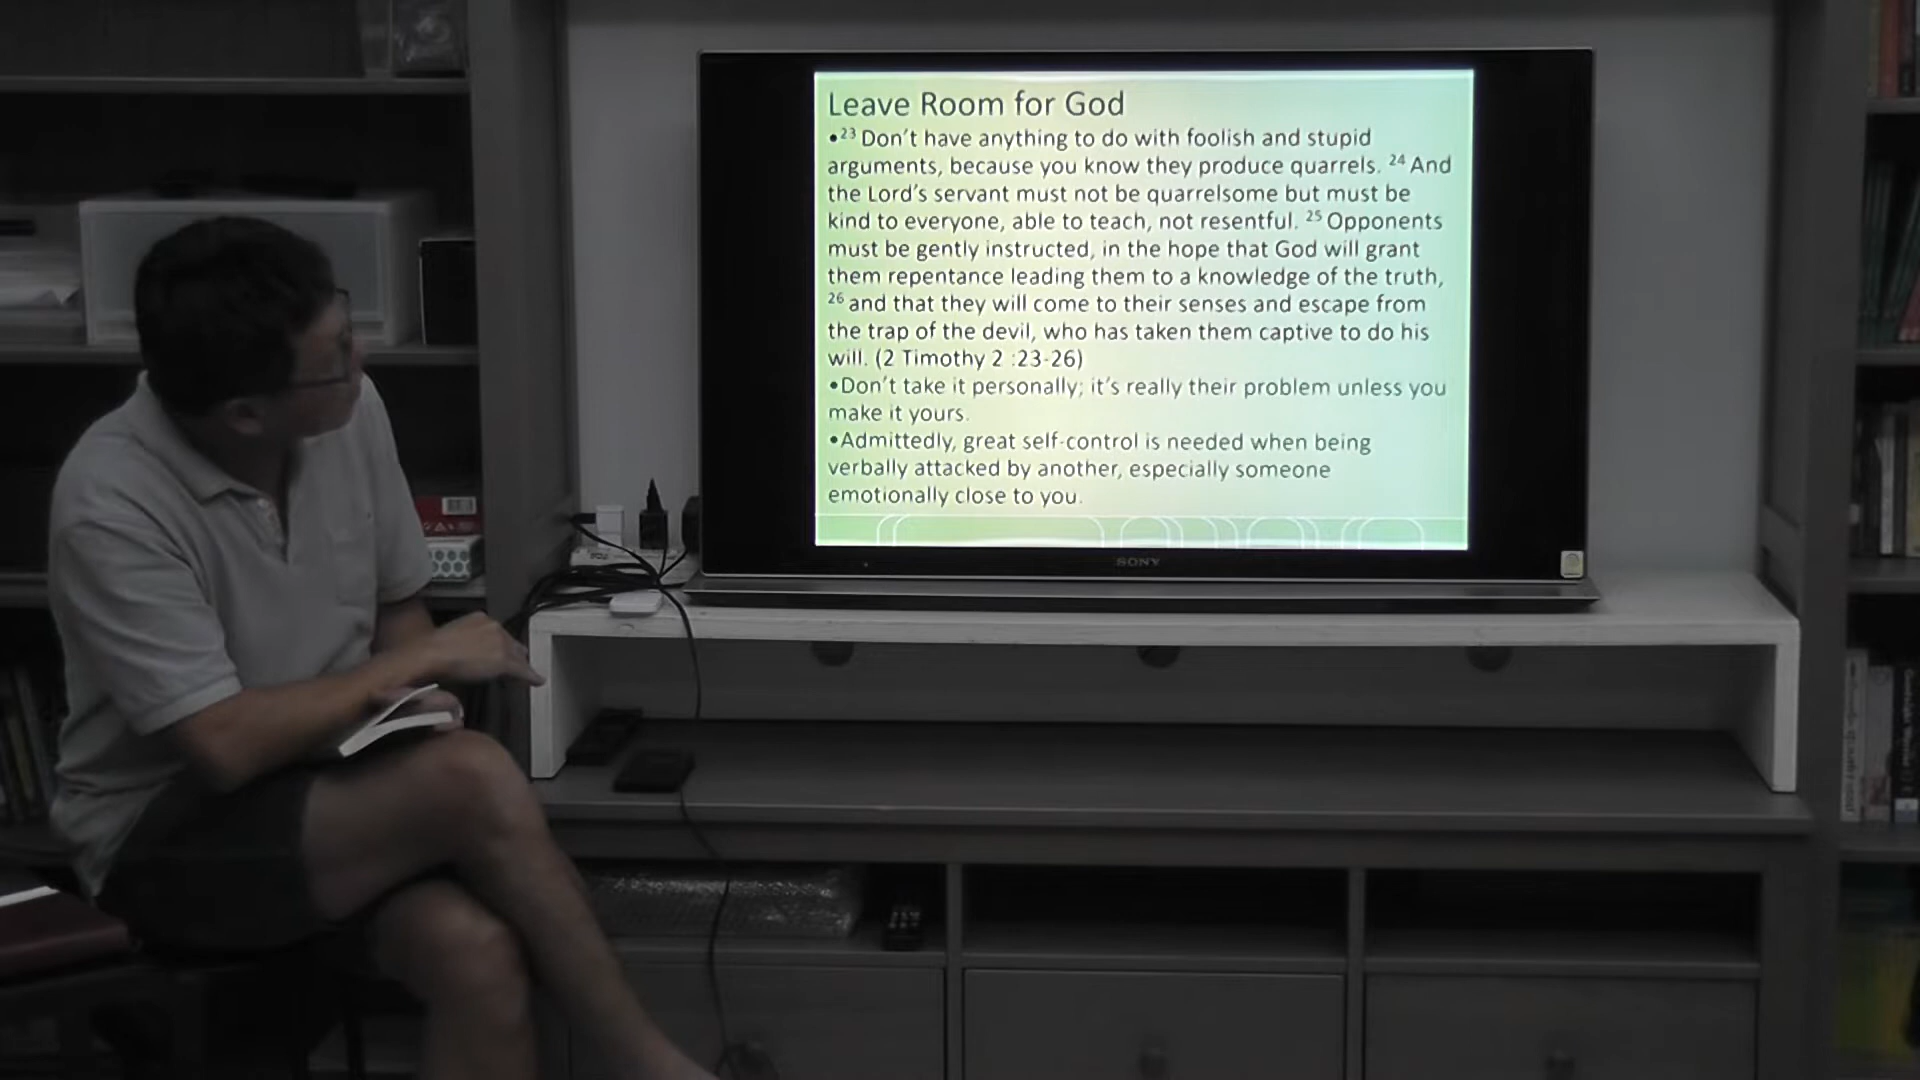 Leave Room for God
•23 Don't have anything to do with foolish and stupid
arguments, because you know they produce quarrels. 24 And
the Lord's servant must not be quarrelsome but must be
kind to everyone, able to teach, not resentful. 25 Opponents
must be gently instructed, in the hope that God will grant
them repentance leading them to a knowledge of the truth,
26 and that they will come to their senses and escape from
the trap of the devil, who has taken them captive to do his
will. (2 Timothy 2 :23-26)
•Don't take it personally; it's really their problem unless you
make it yours.
•Admittedly, great self-control is needed when being
verbally attacked by another, especially someone
emotionally close to you.
SONY